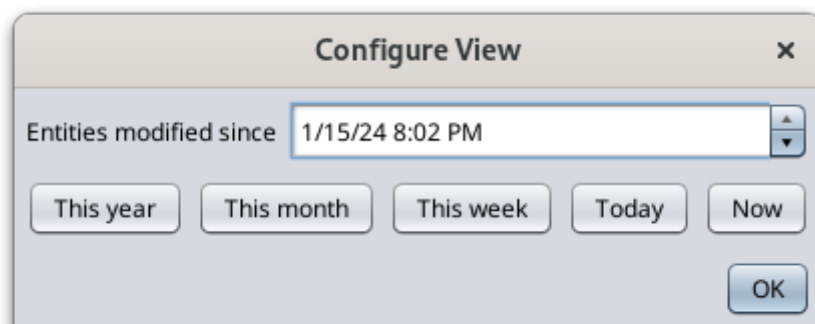 Configure View
Entities modified since 1/15/24 8:02 PM
This year This month This week Today Now
OK